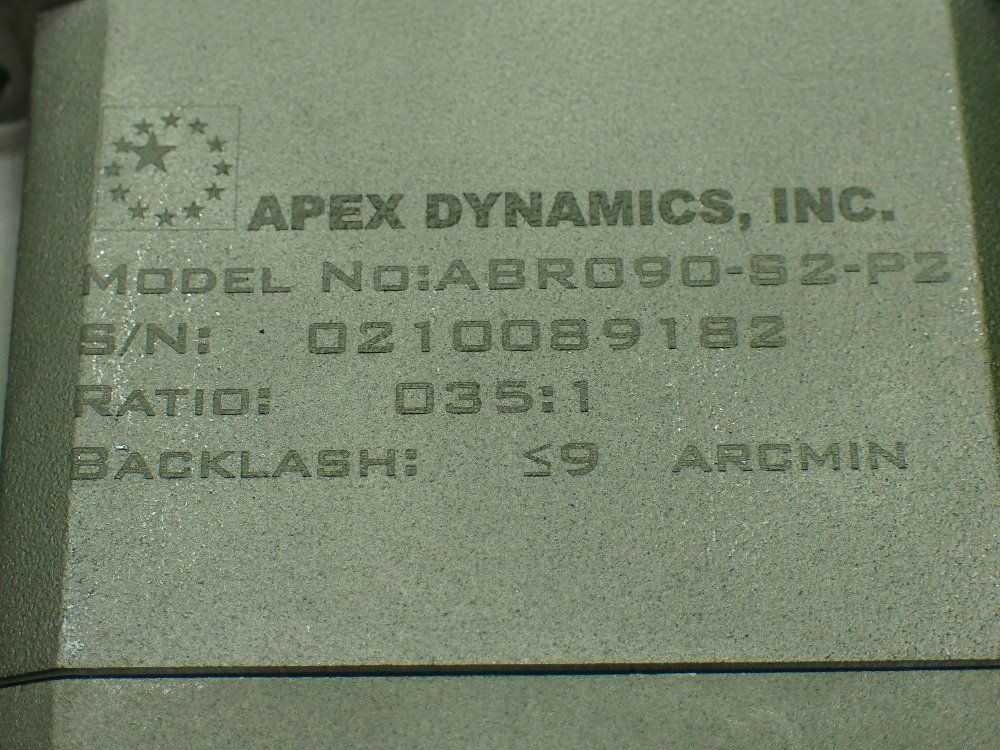 APEX DYNAMICS, INC.
MODEL NO:ABR090-S2-P2
S/N: 0210089182
RATIO: 035:1
BACKLASH: ≤9 ARCMIN